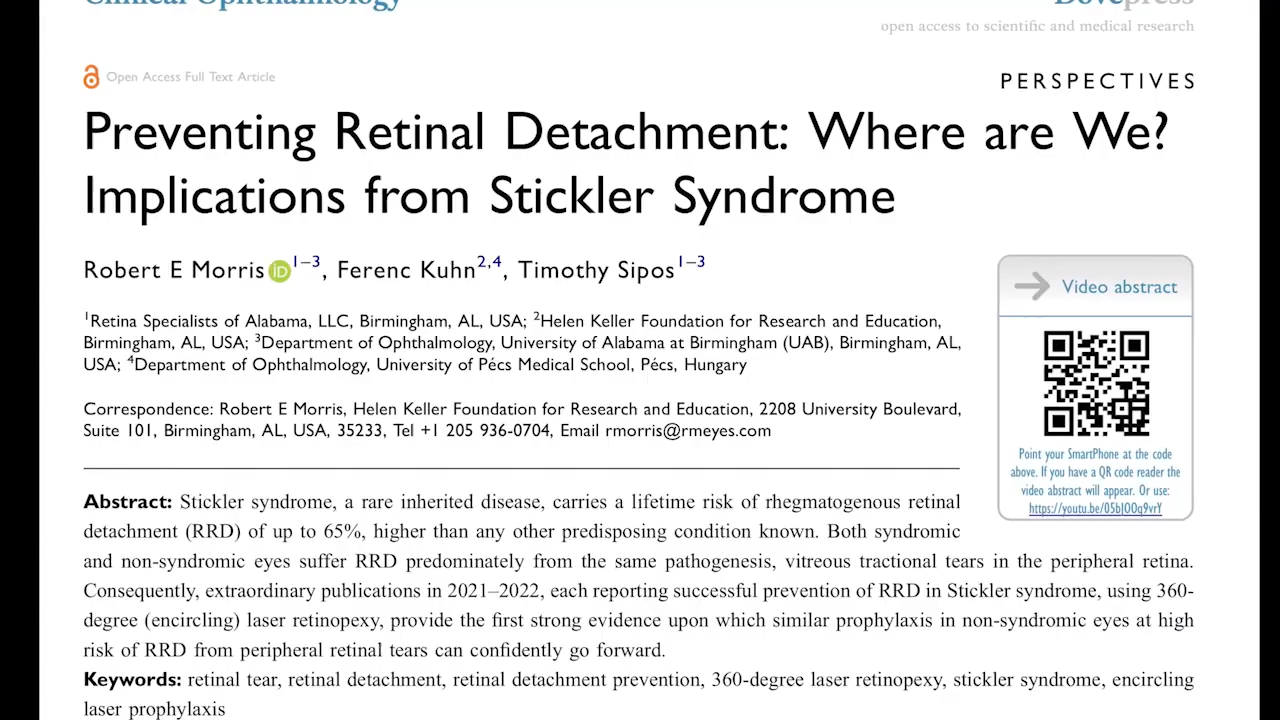 Clinical Ophthalmology
Dovepress
open access to scientific and medical research
Open Access Full Text Article
PERSPECTIVES
Preventing Retinal Detachment: Where are We?
Implications from Stickler Syndrome
Robert E Morris iD 1–3, Ferenc Kuhn2,4, Timothy Sipos1–3
1Retina Specialists of Alabama, LLC, Birmingham, AL, USA; 2Helen Keller Foundation for Research and Education,
Birmingham, AL, USA; 3Department of Ophthalmology, University of Alabama at Birmingham (UAB), Birmingham, AL,
USA; 4Department of Ophthalmology, University of Pécs Medical School, Pécs, Hungary
Correspondence: Robert E Morris, Helen Keller Foundation for Research and Education, 2208 University Boulevard,
Suite 101, Birmingham, AL, USA, 35233, Tel +1 205 936-0704, Email rmorris@rmeyes.com
Video abstract
Point your SmartPhone at the code
above. If you have a QR code reader the
video abstract will appear. Or use:
https://youtu.be/05bJ0Oq9vrY
Abstract: Stickler syndrome, a rare inherited disease, carries a lifetime risk of rhegmatogenous retinal
detachment (RRD) of up to 65%, higher than any other predisposing condition known. Both syndromic
and non-syndromic eyes suffer RRD predominately from the same pathogenesis, vitreous tractional tears in the peripheral retina.
Consequently, extraordinary publications in 2021–2022, each reporting successful prevention of RRD in Stickler syndrome, using 360-
degree (encircling) laser retinopexy, provide the first strong evidence upon which similar prophylaxis in non-syndromic eyes at high
risk of RRD from peripheral retinal tears can confidently go forward.
Keywords: retinal tear, retinal detachment, retinal detachment prevention, 360-degree laser retinopexy, stickler syndrome, encircling
laser prophylaxis